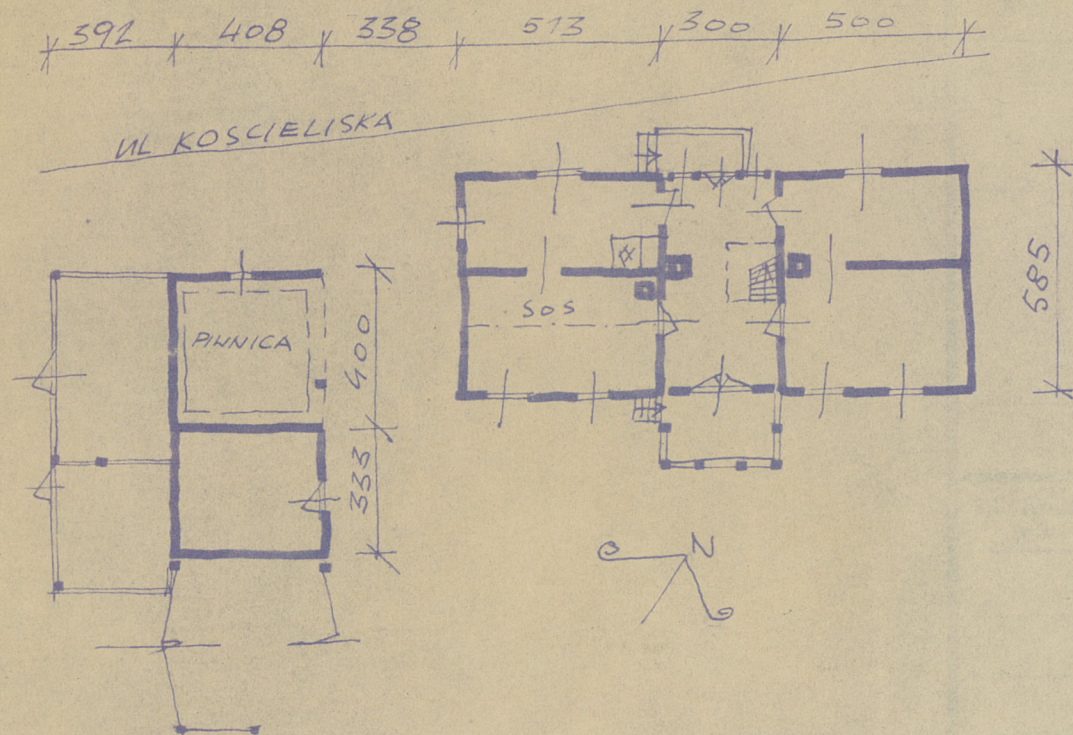 392 408 338 513 300 500
UL KOSCIELISKA
585
PIWNICA
400
SOS
333
N